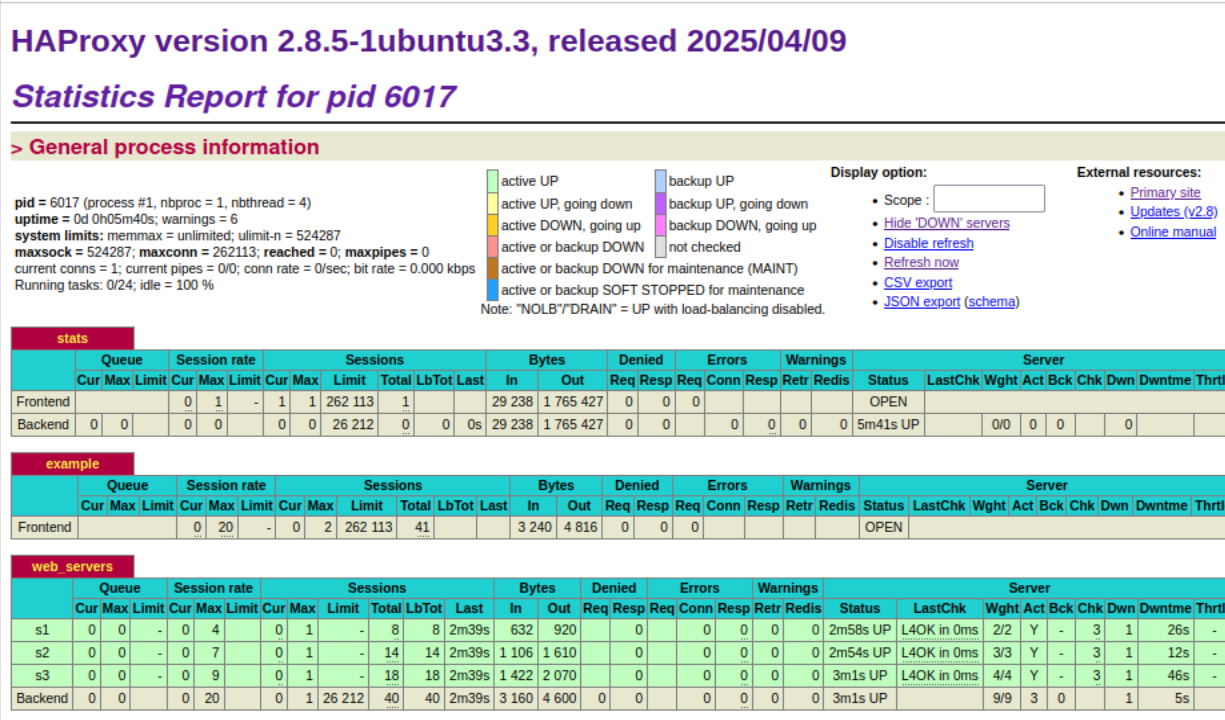 HAProxy version 2.8.5-1ubuntu3.3, released 2025/04/09
Statistics Report for pid 6017
> General process information
pid = 6017 (process #1, nbproc = 1, nbthread = 4)
uptime = 0d 0h05m40s; warnings = 6
system limits: memmax = unlimited; ulimit-n = 524287
maxsock = 524287; maxconn = 262113; reached = 0; maxpipes = 0
current conns = 1; current pipes = 0/0; conn rate = 0/sec; bit rate = 0.000 kbps
Running tasks: 0/24; idle = 100 %
active UP backup UP
active UP, going down backup UP, going down
active DOWN, going up backup DOWN, going up
active or backup DOWN not checked
active or backup DOWN for maintenance (MAINT)
active or backup SOFT STOPPED for maintenance
Note: "NOLB"/"DRAIN" = UP with load-balancing disabled.
Display option:
• Scope :
• Hide 'DOWN' servers
• Disable refresh
• Refresh now
• CSV export
• JSON export (schema)
External resources:
• Primary site
• Updates (v2.8)
• Online manual
stats
Queue Session rate Sessions Bytes Denied Errors Warnings Server
Cur Max Limit Cur Max Limit Cur Max Limit Total LbTot Last In Out Req Resp Req Conn Resp Retr Redis Status LastChk Wght Act Bck Chk Dwn Dwntme Thrtl
Frontend 0 1 - 1 1 262 113 1 29 238 1 765 427 0 0 0 OPEN
Backend 0 0 0 0 0 0 26 212 0 0 0s 29 238 1 765 427 0 0 0 0 0 0 5m41s UP 0/0 0 0 0
example
Queue Session rate Sessions Bytes Denied Errors Warnings Server
Cur Max Limit Cur Max Limit Cur Max Limit Total LbTot Last In Out Req Resp Req Conn Resp Retr Redis Status LastChk Wght Act Bck Chk Dwn Dwntme Thrtl
Frontend 0 20 - 0 2 262 113 41 3 240 4 816 0 0 0 OPEN
web_servers
Queue Session rate Sessions Bytes Denied Errors Warnings Server
Cur Max Limit Cur Max Limit Cur Max Limit Total LbTot Last In Out Req Resp Req Conn Resp Retr Redis Status LastChk Wght Act Bck Chk Dwn Dwntme Thrtl
s1 0 0 - 0 4 0 1 - 8 8 2m39s 632 920 0 0 0 0 0 2m58s UP L4OK in 0ms 2/2 Y - 3 1 26s -
s2 0 0 - 0 7 0 1 - 14 14 2m39s 1 106 1 610 0 0 0 0 0 2m54s UP L4OK in 0ms 3/3 Y - 3 1 12s -
s3 0 0 - 0 9 0 1 - 18 18 2m39s 1 422 2 070 0 0 0 0 0 3m1s UP L4OK in 0ms 4/4 Y - 3 1 46s -
Backend 0 0 0 20 0 1 26 212 40 40 2m39s 3 160 4 600 0 0 0 0 0 0 3m1s UP 9/9 3 0 1 5s